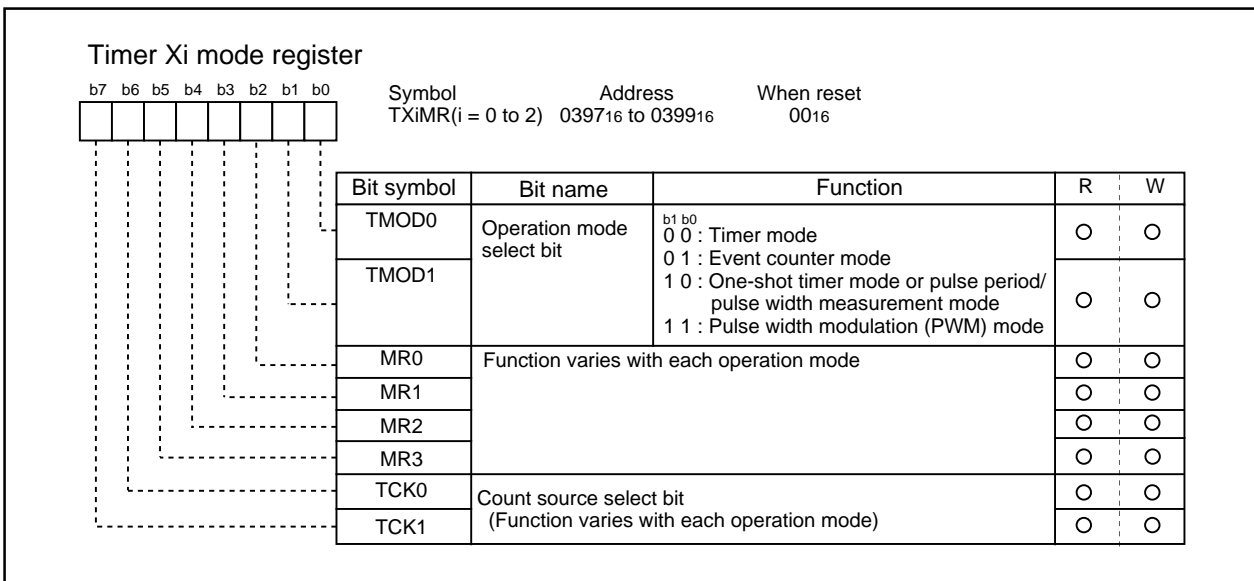 Timer Xi mode register
b7 b6 b5 b4 b3 b2 b1 b0
Symbol Address When reset
TXiMR(i = 0 to 2) 039716 to 039916 0016
Bit symbol Bit name Function R W
TMOD0 Operation mode select bit
b1 b0
0 0 : Timer mode
0 1 : Event counter mode
TMOD1
1 0 : One-shot timer mode or pulse period/
pulse width measurement mode
1 1 : Pulse width modulation (PWM) mode
MR0 Function varies with each operation mode
MR1
MR2
MR3
TCK0 Count source select bit
(Function varies with each operation mode)
TCK1